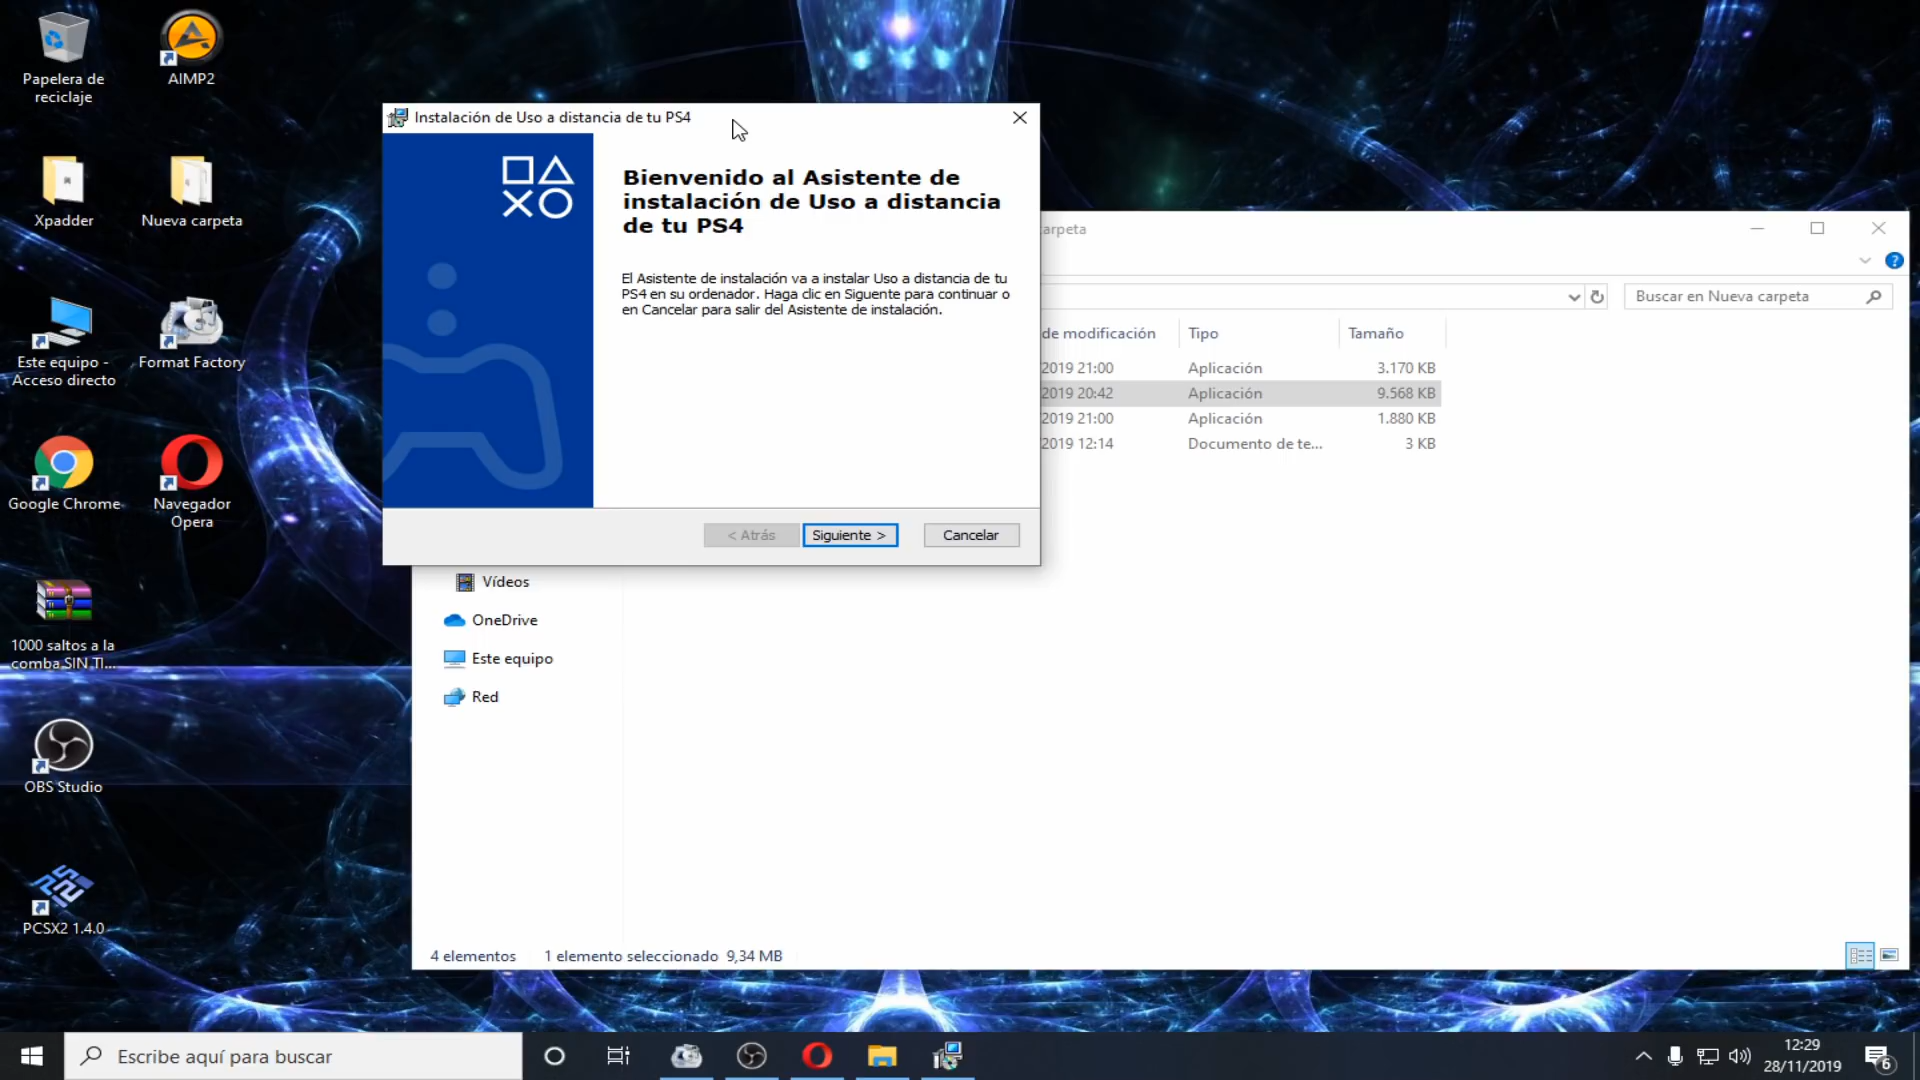 Papelera de
reciclaje
AIMP2
Xpadder
Nueva carpeta
Este equipo -
Acceso directo
Format Factory
Google Chrome
Navegador
Opera
1000 saltos a la
comba SIN TI...
OBS Studio
PCSX2 1.4.0
Instalación de Uso a distancia de tu PS4
Bienvenido al Asistente de
instalación de Uso a distancia
de tu PS4
El Asistente de instalación va a instalar Uso a distancia de tu
PS4 en su ordenador. Haga clic en Siguente para continuar o
en Cancelar para salir del Asistente de instalación.
< Atrás
Siguiente >
Cancelar
carpeta
Buscar en Nueva carpeta
de modificación
Tipo
Tamaño
2019 21:00
Aplicación
3.170 KB
2019 20:42
Aplicación
9.568 KB
2019 21:00
Aplicación
1.880 KB
2019 12:14
Documento de te...
3 KB
Vídeos
OneDrive
Este equipo
Red
4 elementos
1 elemento seleccionado 9,34 MB
Escribe aquí para buscar
12:29
28/11/2019
6